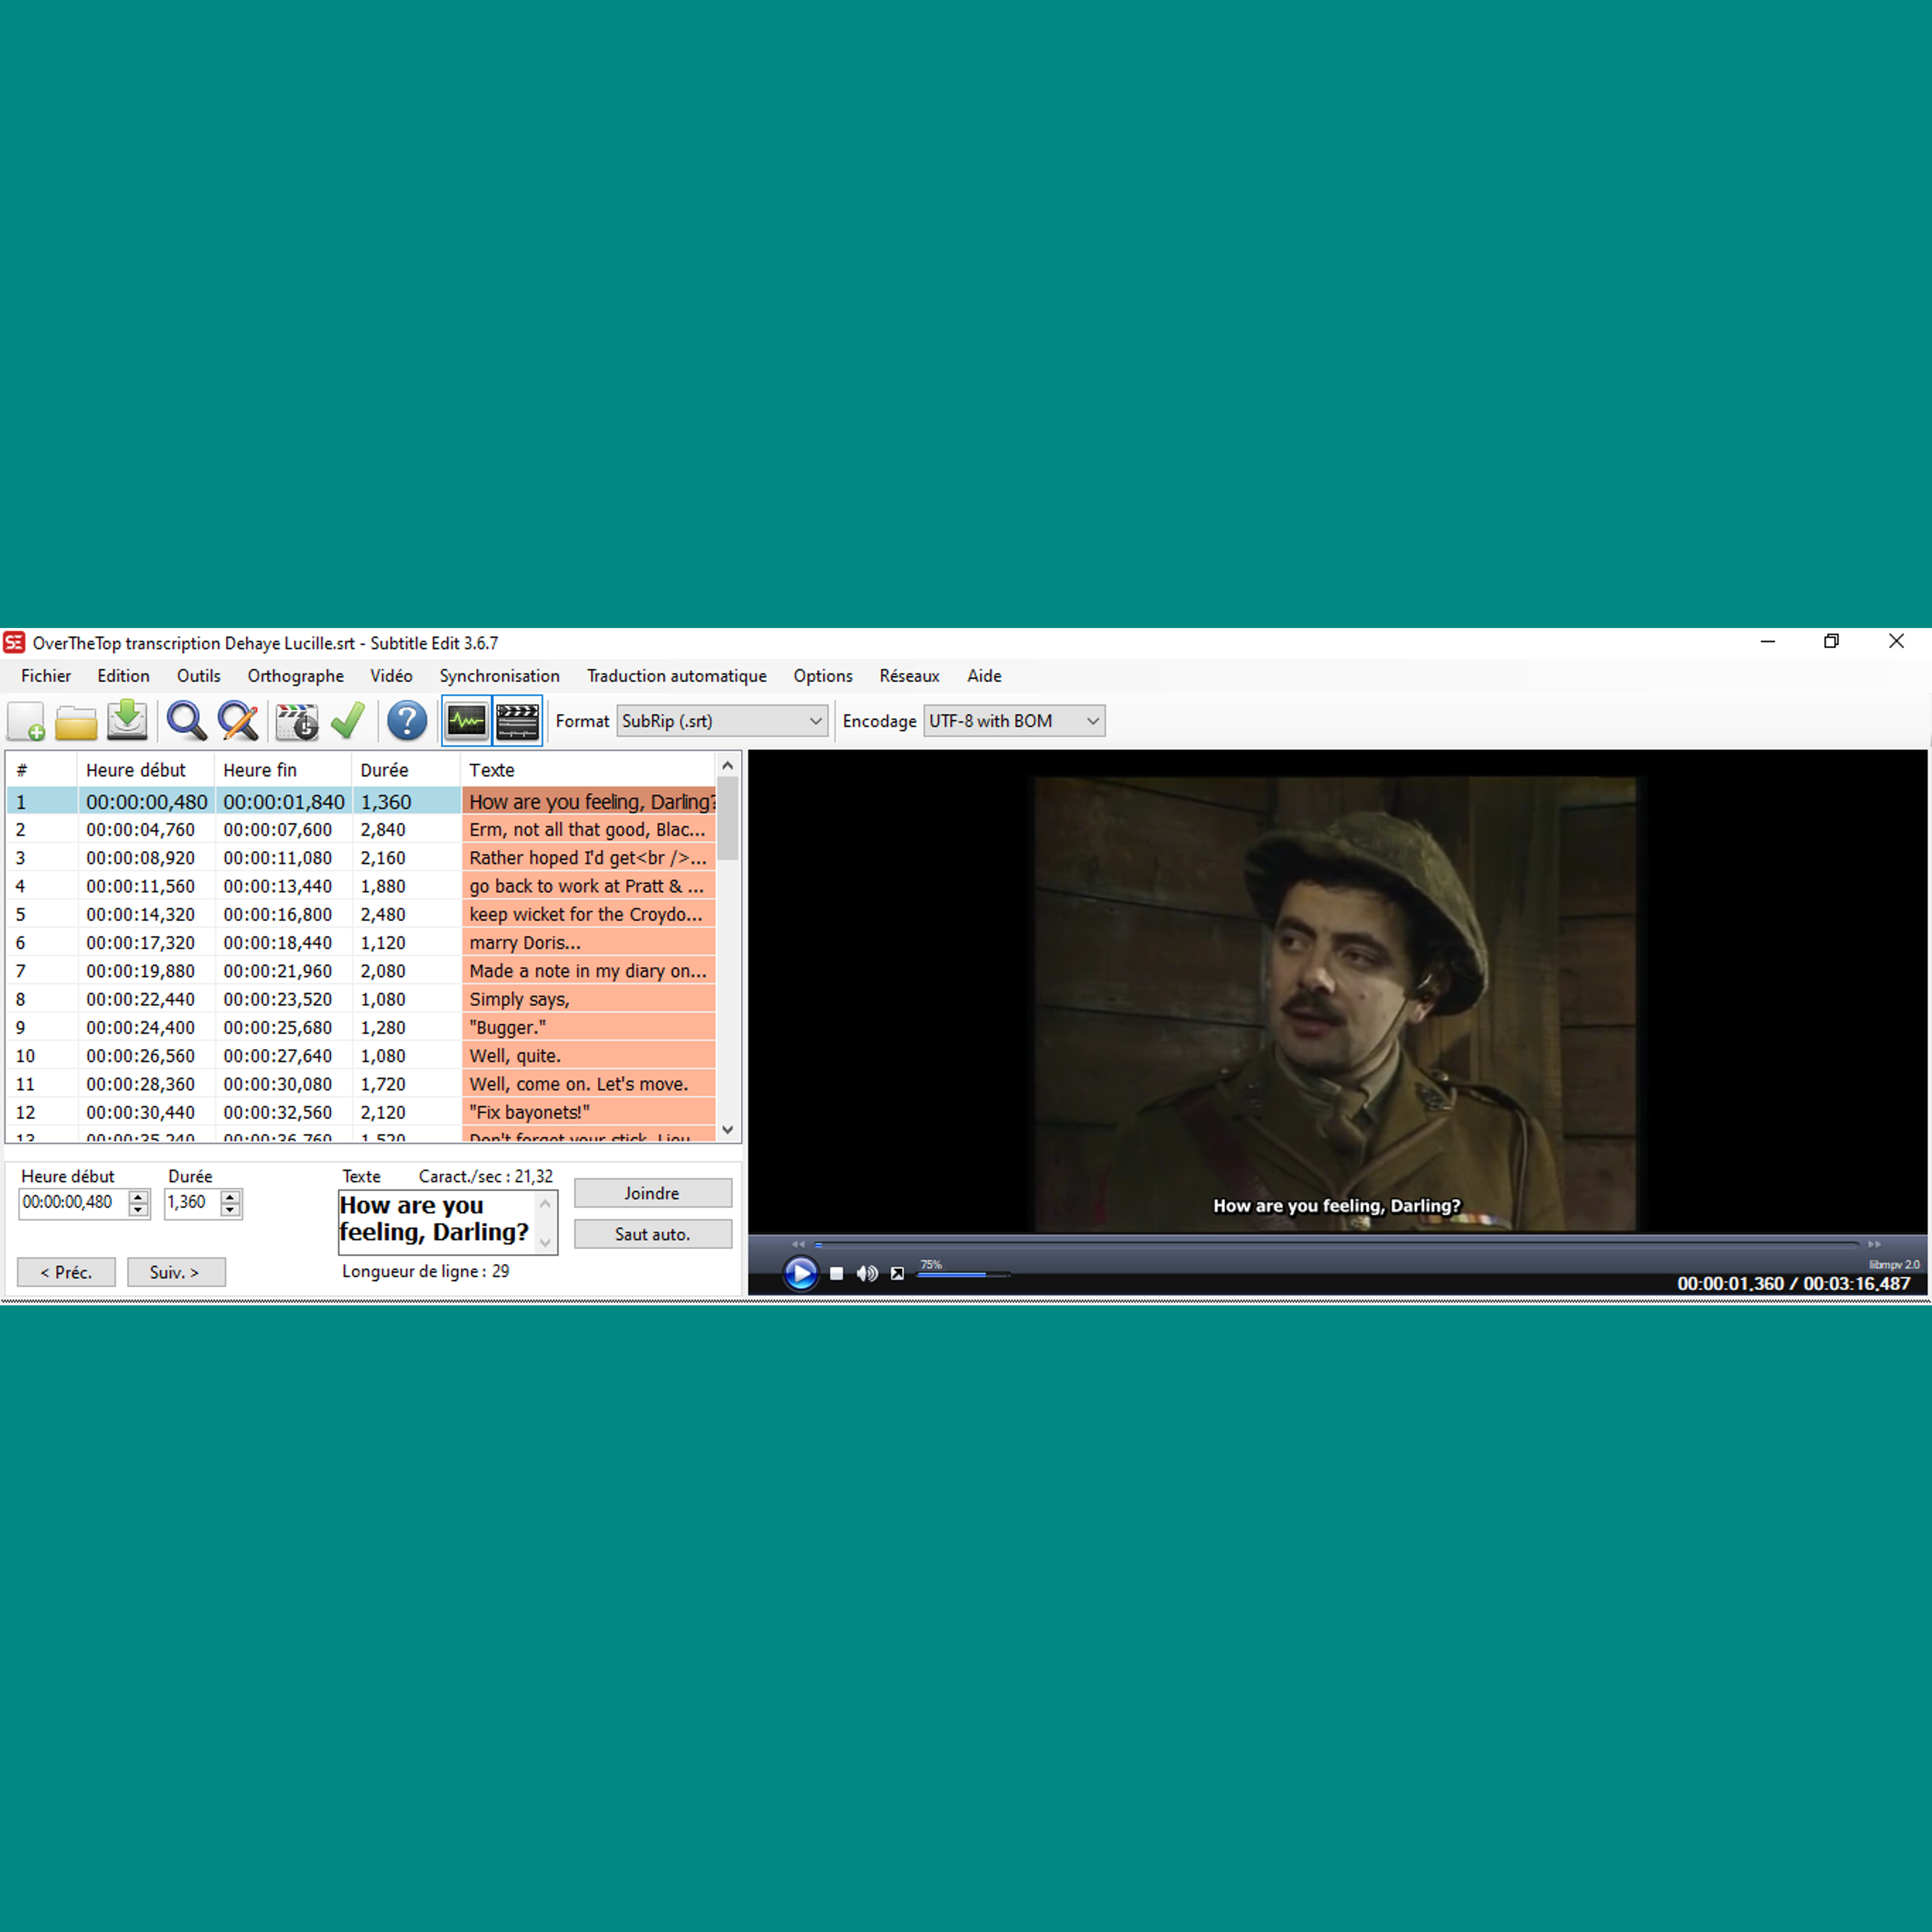 OverTheTop transcription Dehaye Lucille.srt - Subtitle Edit 3.6.7
Fichier Edition Outils Orthographe Vidéo Synchronisation Traduction automatique Options Réseaux Aide
Format SubRip (.srt) Encodage UTF-8 with BOM
# Heure début Heure fin Durée Texte
1 00:00:00,480 00:00:01,840 1,360 How are you feeling, Darling?
2 00:00:04,760 00:00:07,600 2,840 Erm, not all that good, Blac...
3 00:00:08,920 00:00:11,080 2,160 Rather hoped I'd get<br />...
4 00:00:11,560 00:00:13,440 1,880 go back to work at Pratt & ...
5 00:00:14,320 00:00:16,800 2,480 keep wicket for the Croydo...
6 00:00:17,320 00:00:18,440 1,120 marry Doris...
7 00:00:19,880 00:00:21,960 2,080 Made a note in my diary on...
8 00:00:22,440 00:00:23,520 1,080 Simply says,
9 00:00:24,400 00:00:25,680 1,280 "Bugger."
10 00:00:26,560 00:00:27,640 1,080 Well, quite.
11 00:00:28,360 00:00:30,080 1,720 Well, come on. Let's move.
12 00:00:30,440 00:00:32,560 2,120 "Fix bayonets!"
13 00:00:35,240 00:00:36,760 1,520 Don't forget your stick, Lieu...
Heure début Durée Texte Caract./sec : 21,32
00:00:00,480 1,360
How are you
feeling, Darling?
Joindre
Saut auto.
< Préc. Suiv. > Longueur de ligne : 29
How are you feeling, Darling?
75%
libmpv 2.0
00:00:01,360 / 00:03:16,487